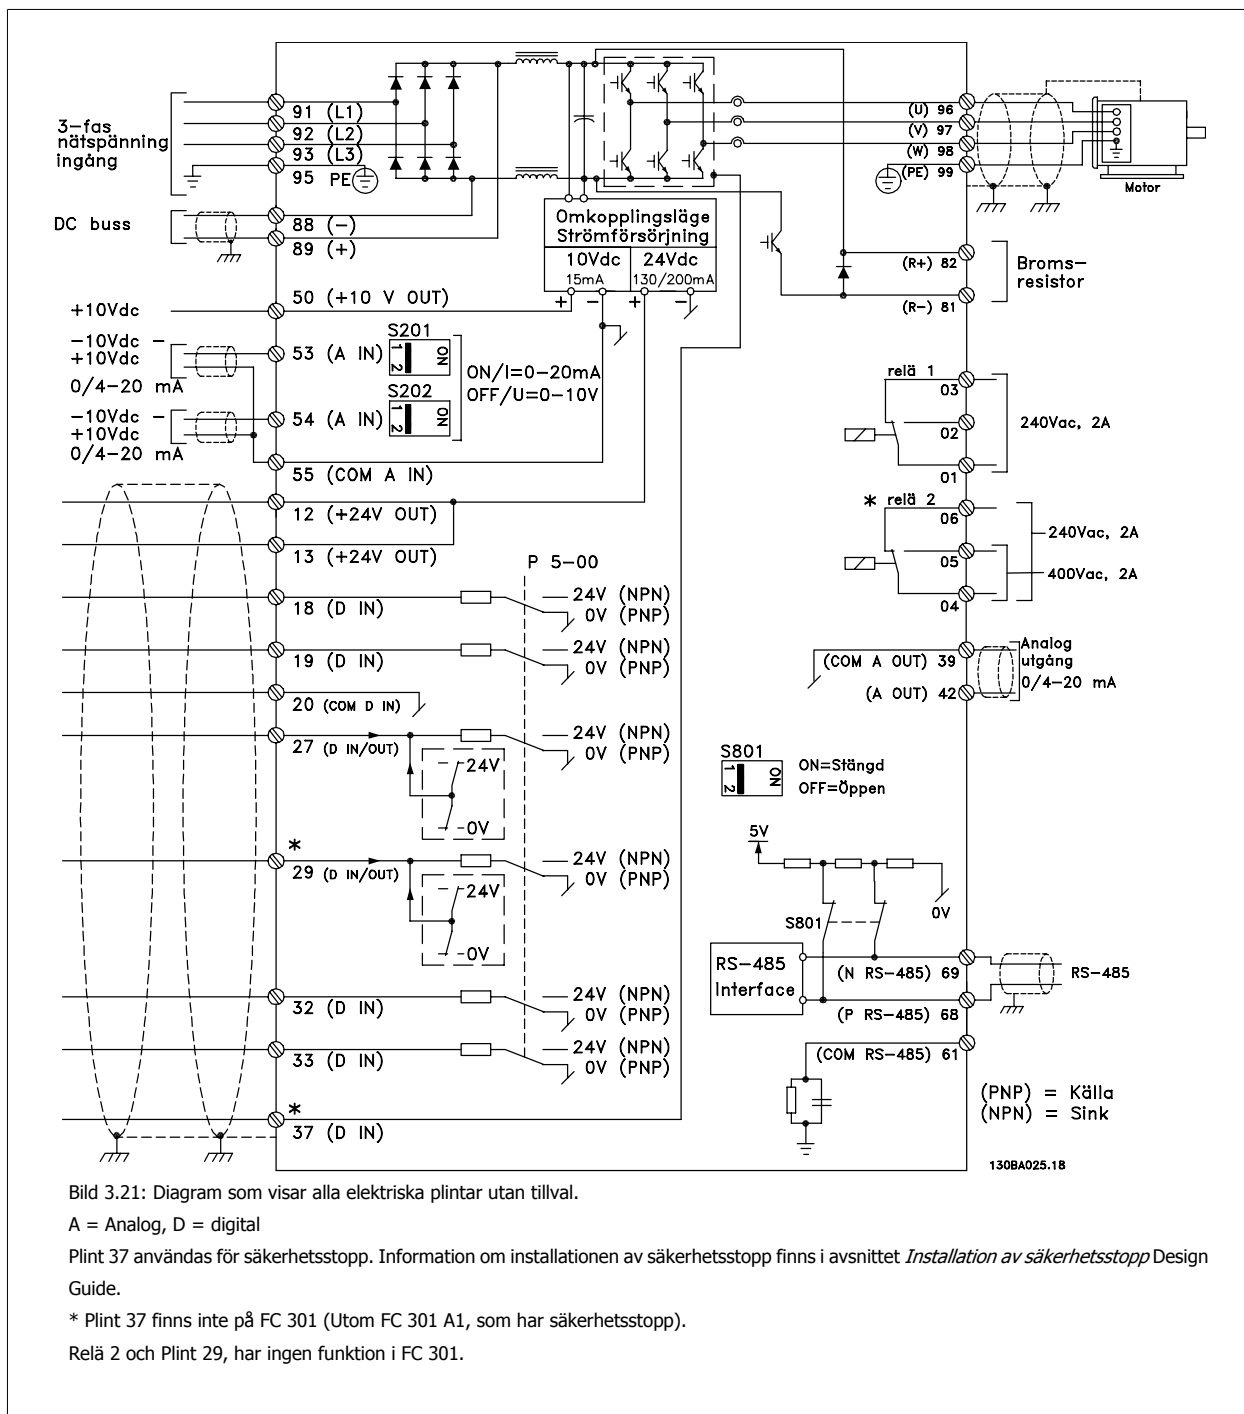 3-fas
nätspänning
ingång
91 (L1)
92 (L2)
93 (L3)
95 PE
DC buss
88 (-)
89 (+)
Omkopplingsläge
Strömförsörjning
10Vdc
15mA
24Vdc
130/200mA
+ - + -
(U) 96
(V) 97
(W) 98
(PE) 99
Motor
(R+) 82
(R-) 81
Broms-
resistor
+10Vdc
50 (+10 V OUT)
-10Vdc -
+10Vdc
0/4-20 mA
53 (A IN)
S201
1 2
ON
-10Vdc -
+10Vdc
0/4-20 mA
54 (A IN)
S202
1 2
ON
ON/I=0-20mA
OFF/U=0-10V
55 (COM A IN)
12 (+24V OUT)
13 (+24V OUT)
P 5-00
18 (D IN)
24V (NPN)
0V (PNP)
19 (D IN)
24V (NPN)
0V (PNP)
20 (COM D IN)
27 (D IN/OUT)
24V (NPN)
0V (PNP)
24V
0V
*
29 (D IN/OUT)
24V (NPN)
0V (PNP)
24V
0V
32 (D IN)
24V (NPN)
0V (PNP)
33 (D IN)
24V (NPN)
0V (PNP)
*
37 (D IN)
relä 1
03
02
01
240Vac, 2A
* relä 2
06
05
04
240Vac, 2A
400Vac, 2A
(COM A OUT) 39
(A OUT) 42
Analog
utgång
0/4-20 mA
S801
1 2
ON
ON=Stängd
OFF=Öppen
5V
S801
0V
RS-485
Interface
(N RS-485) 69
(P RS-485) 68
RS-485
(COM RS-485) 61
(PNP) = Källa
(NPN) = Sink
130BA025.18
Bild 3.21: Diagram som visar alla elektriska plintar utan tillval.
A = Analog, D = digital
Plint 37 användas för säkerhetsstopp. Information om installationen av säkerhetsstopp finns i avsnittet Installation av säkerhetsstopp Design
Guide.
* Plint 37 finns inte på FC 301 (Utom FC 301 A1, som har säkerhetsstopp).
Relä 2 och Plint 29, har ingen funktion i FC 301.